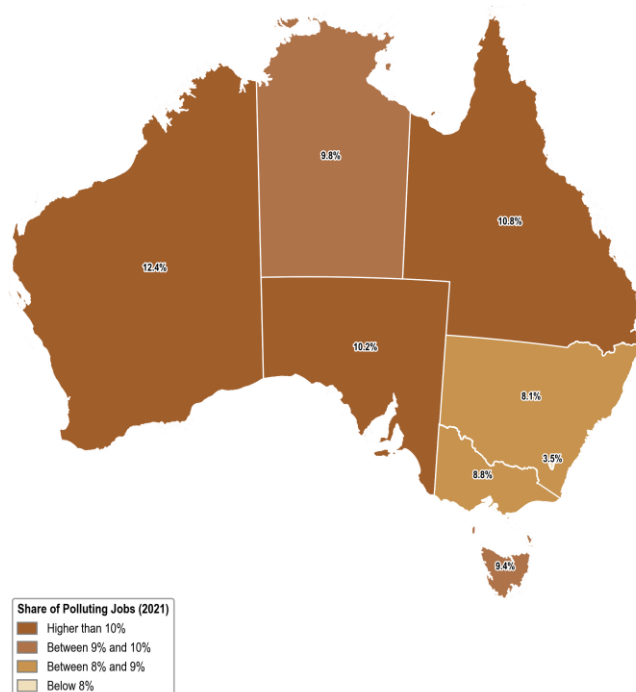 9.8%
10.8%
12.4%
10.2%
8.1%
3.5%
8.8%
9.4%
Share of Polluting Jobs (2021)
Higher than 10%
Between 9% and 10%
Between 8% and 9%
Below 8%